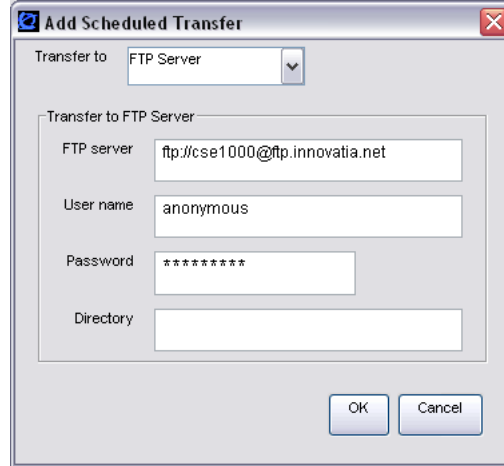 Add Scheduled Transfer
Transfer to FTP Server
Transfer to FTP Server
FTP server ftp://cse1000@ftp.innovatia.net
User name anonymous
Password *********
Directory
OK Cancel